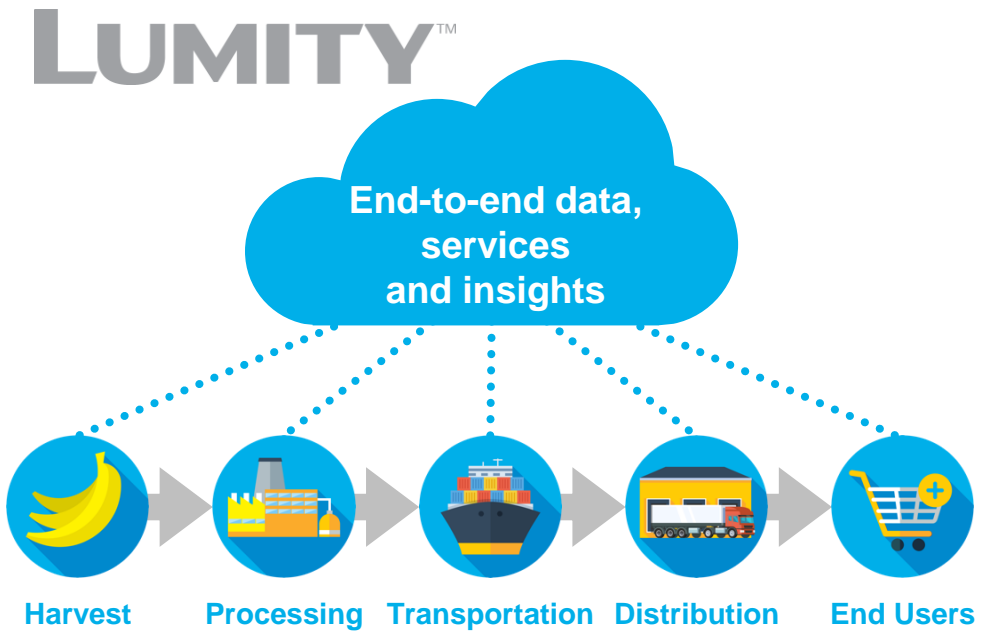 LUMITY™
End-to-end data,
services
and insights
Harvest
Processing
Transportation
Distribution
End Users